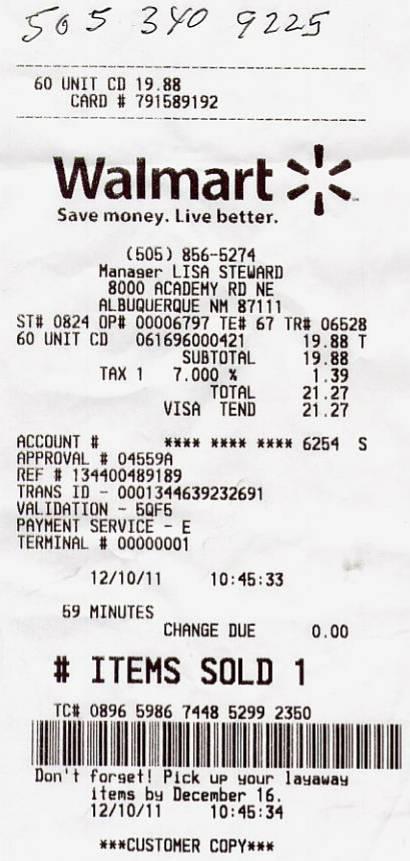 505 340 9225
60 UNIT CD 19.88
CARD # 791589192
Walmart
Save money. Live better.
(505) 856-5274
Manager LISA STEWARD
8000 ACADEMY RD NE
ALBUQUERQUE NM 87111
ST# 0824 OP# 00006797 TE# 67 TR# 06528
60 UNIT CD 061696000421 19.88 T
SUBTOTAL 19.88
TAX 1 7.000 % 1.39
TOTAL 21.27
VISA TEND 21.27
ACCOUNT # **** **** **** 6254 S
APPROVAL # 04559A
REF # 134400489189
TRANS ID - 0001344639232691
VALIDATION - 5QF5
PAYMENT SERVICE - E
TERMINAL # 00000001
12/10/11 10:45:33
59 MINUTES
CHANGE DUE 0.00
# ITEMS SOLD 1
TC# 0896 5986 7448 5299 2350
Don't forget! Pick up your layaway
items by December 16.
12/10/11 10:45:34
***CUSTOMER COPY***